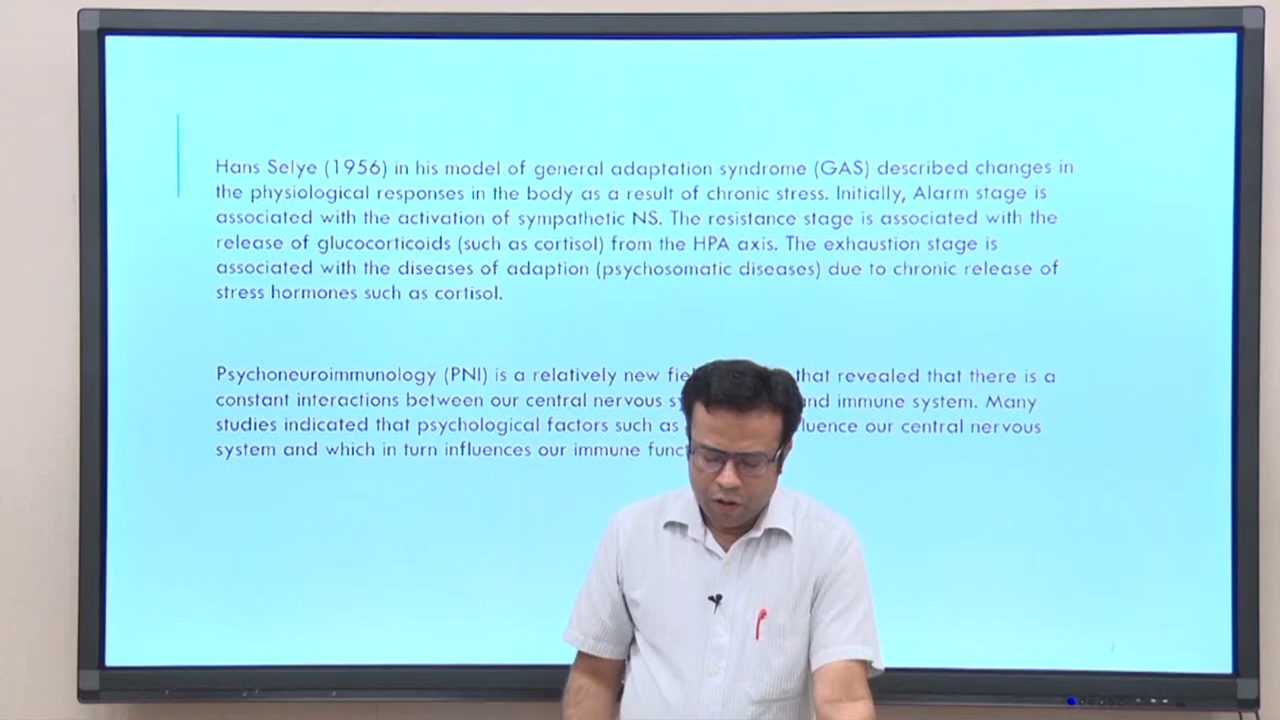 Hans Selye (1956) in his model of general adaptation syndrome (GAS) described changes in
the physiological responses in the body as a result of chronic stress. Initially, Alarm stage is
associated with the activation of sympathetic NS. The resistance stage is associated with the
release of glucocorticoids (such as cortisol) from the HPA axis. The exhaustion stage is
associated with the diseases of adaption (psychosomatic diseases) due to chronic release of
stress hormones such as cortisol.
Psychoneuroimmunology (PNI) is a relatively new that revealed that there is a
constant interactions between our central nervous and immune system. Many
studies indicated that psychological factors such as our central nervous
system and which in turn influences our immune